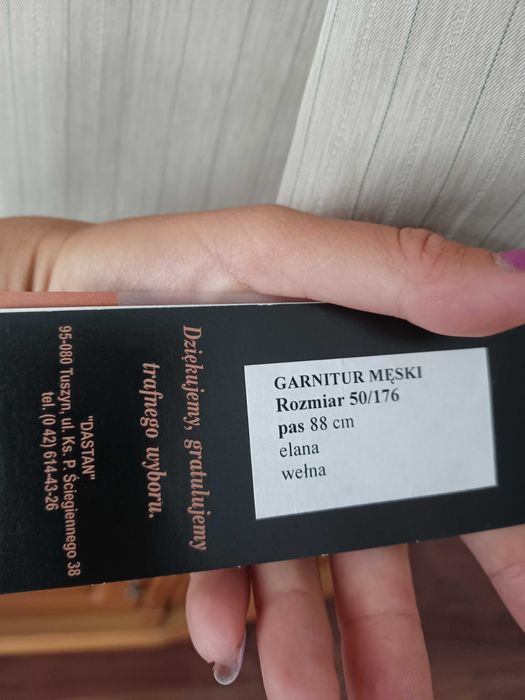 GARNITUR MĘSKI
Rozmiar 50/176
pas 88 cm
elana
wełna
Dziękujemy, gratulujemy
trafnego wyboru.
"DASTAN"
95-080 Tuszyn, ul. Ks. P. Ściegiennego 38
tel. (0 42) 614-43-26